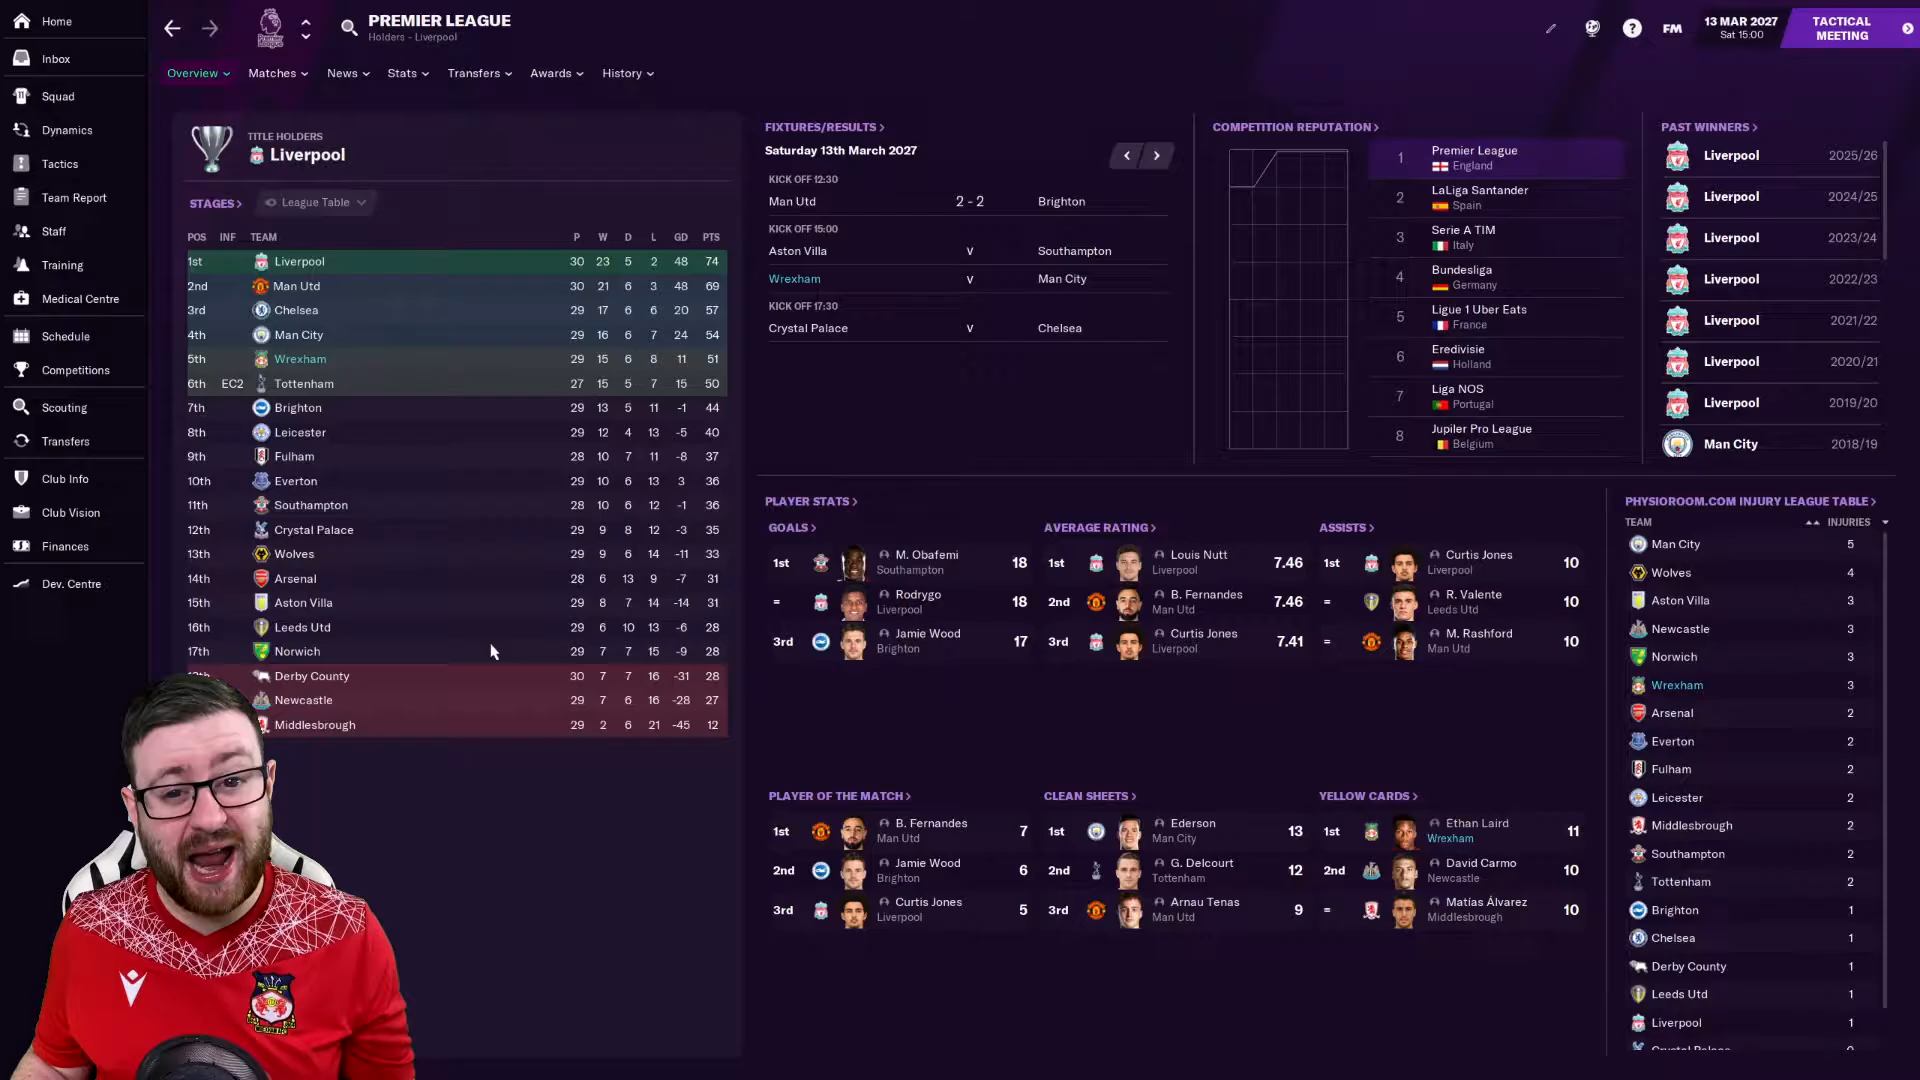 Home
Inbox
Squad
Dynamics
Tactics
Team Report
Staff
Training
Medical Centre
Schedule
Competitions
Scouting
Transfers
Club Info
Club Vision
Finances
Dev. Centre
PREMIER LEAGUE
Holders - Liverpool
FM
13 MAR 2027
Sat 15:00
TACTICAL
MEETING
Overview Matches News Stats Transfers Awards History
TITLE HOLDERS
Liverpool
STAGES> League Table
POS INF TEAM P W D L GD PTS
1st Liverpool 30 23 5 2 48 74
2nd Man Utd 30 21 6 3 48 69
3rd Chelsea 29 17 6 6 20 57
4th Man City 29 16 6 7 24 54
5th Wrexham 29 15 6 8 11 51
6th EC2 Tottenham 27 15 5 7 15 50
7th Brighton 29 13 5 11 -1 44
8th Leicester 29 12 4 13 -5 40
9th Fulham 28 10 7 11 -8 37
10th Everton 29 10 6 13 3 36
11th Southampton 28 10 6 12 -1 36
12th Crystal Palace 29 9 8 12 -3 35
13th Wolves 29 9 6 14 -11 33
14th Arsenal 28 6 13 9 -7 31
15th Aston Villa 29 8 7 14 -14 31
16th Leeds Utd 29 6 10 13 -6 28
17th Norwich 29 7 7 15 -9 28
Derby County 30 7 7 16 -31 28
Newcastle 29 7 6 16 -28 27
Middlesbrough 29 2 6 21 -45 12
FIXTURES/RESULTS>
Saturday 13th March 2027
KICK OFF 12:30
Man Utd 2 - 2 Brighton
KICK OFF 15:00
Aston Villa v Southampton
Wrexham v Man City
KICK OFF 17:30
Crystal Palace v Chelsea
COMPETITION REPUTATION>
1 Premier League
England
2 LaLiga Santander
Spain
3 Serie A TIM
Italy
4 Bundesliga
Germany
5 Ligue 1 Uber Eats
France
6 Eredivisie
Holland
7 Liga NOS
Portugal
8 Jupiler Pro League
Belgium
PAST WINNERS>
Liverpool 2025/26
Liverpool 2024/25
Liverpool 2023/24
Liverpool 2022/23
Liverpool 2021/22
Liverpool 2020/21
Liverpool 2019/20
Man City 2018/19
PLAYER STATS>
GOALS>
1st M. Obafemi 18
Southampton
= Rodrygo 18
Liverpool
3rd Jamie Wood 17
Brighton
AVERAGE RATING>
1st Louis Nutt 7.46
Liverpool
2nd B. Fernandes 7.46
Man Utd
3rd Curtis Jones 7.41
Liverpool
ASSISTS>
1st Curtis Jones 10
Liverpool
= R. Valente 10
Leeds Utd
= M. Rashford 10
Man Utd
PLAYER OF THE MATCH>
1st B. Fernandes 7
Man Utd
2nd Jamie Wood 6
Brighton
3rd Curtis Jones 5
Liverpool
CLEAN SHEETS>
1st Ederson 13
Man City
2nd G. Delcourt 12
Tottenham
3rd Arnau Tenas 9
Man Utd
YELLOW CARDS>
1st Ethan Laird 11
Wrexham
2nd David Carmo 10
Newcastle
= Matías Álvarez 10
Middlesbrough
PHYSIOROOM.COM INJURY LEAGUE TABLE>
TEAM INJURIES
Man City 5
Wolves 4
Aston Villa 3
Newcastle 3
Norwich 3
Wrexham 3
Arsenal 2
Everton 2
Fulham 2
Leicester 2
Middlesbrough 2
Southampton 2
Tottenham 2
Brighton 1
Chelsea 1
Derby County 1
Leeds Utd 1
Liverpool 1
Crystal Palace 0